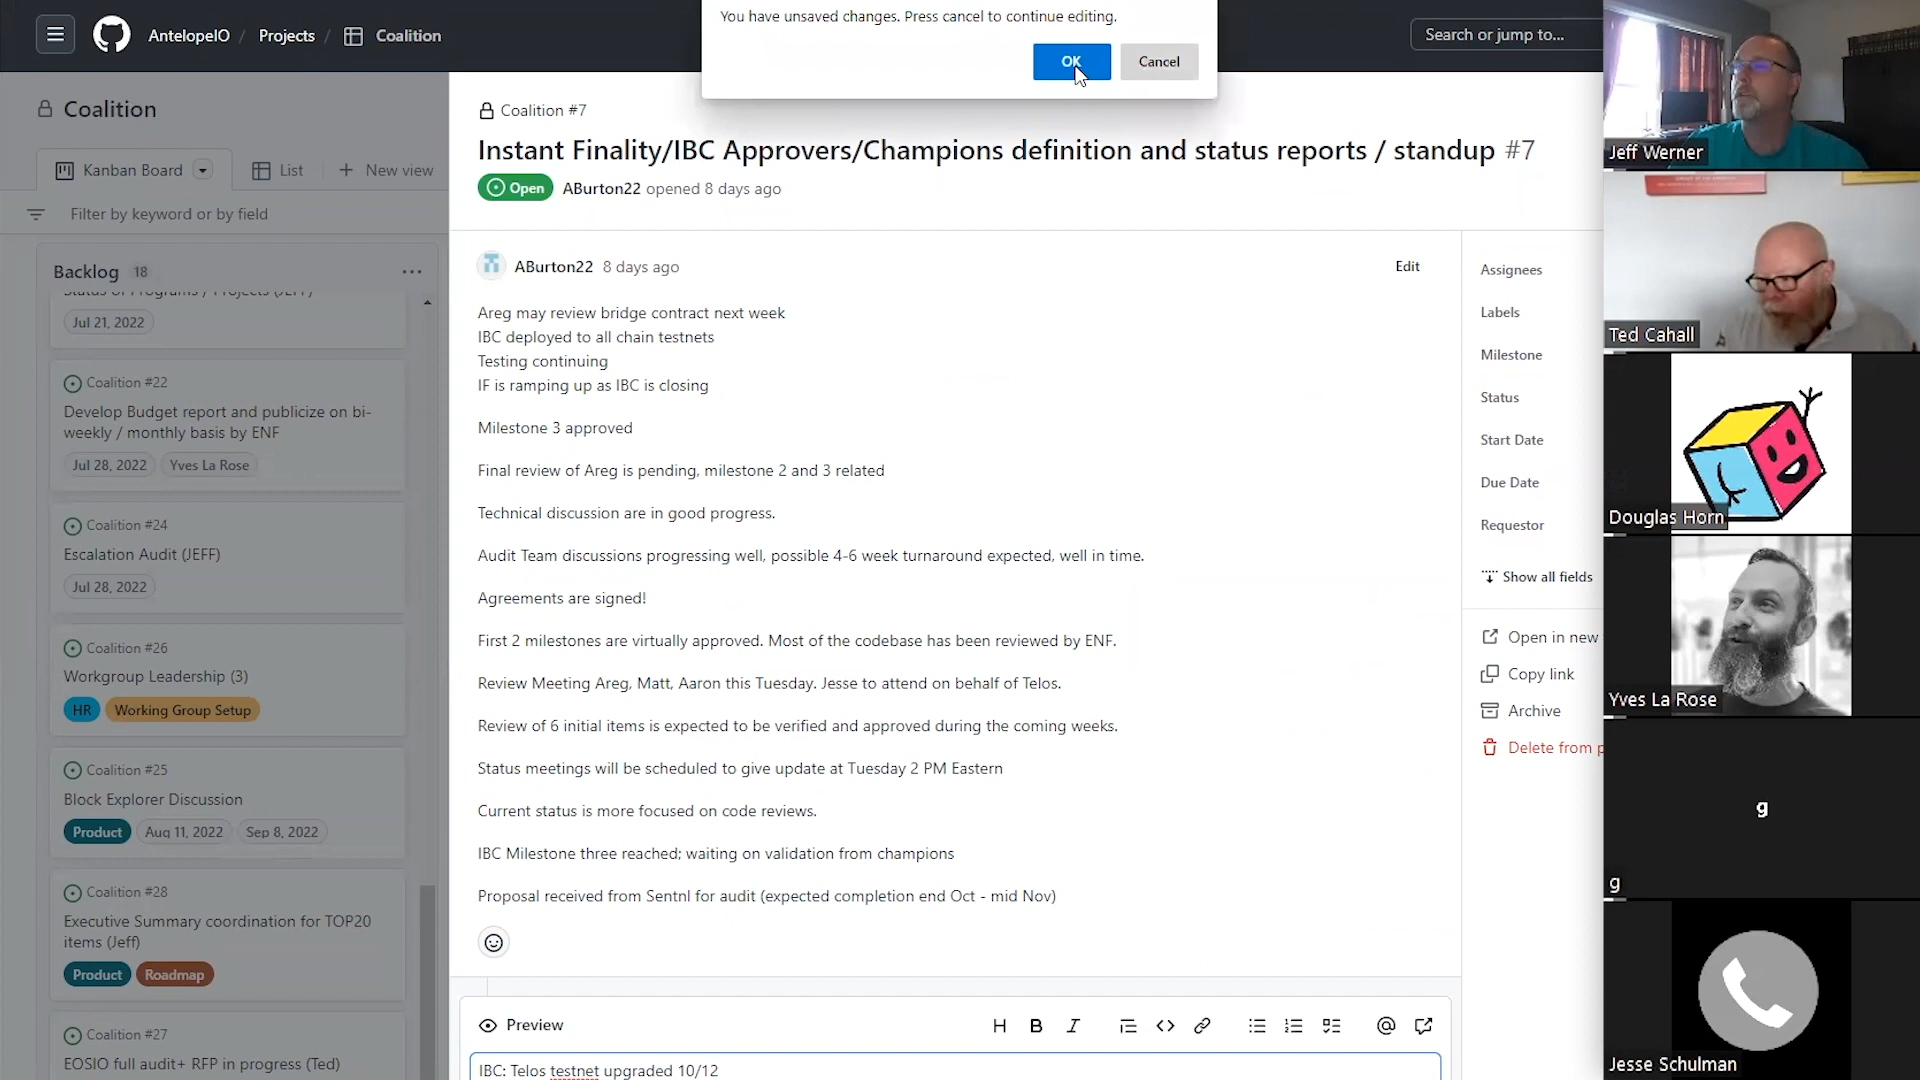 You have unsaved changes. Press cancel to continue editing.
OK
Cancel
AntelopeIO / Projects / Coalition
Search or jump to...
Coalition
Kanban Board
List
New view
Filter by keyword or by field
Backlog 18
Status of Programs / Projects (JEFF)
Jul 21, 2022
Coalition #22
Develop Budget report and publicize on bi-
weekly / monthly basis by ENF
Jul 28, 2022
Yves La Rose
Coalition #24
Escalation Audit (JEFF)
Jul 28, 2022
Coalition #26
Workgroup Leadership (3)
HR
Working Group Setup
Coalition #25
Block Explorer Discussion
Product
Aug 11, 2022
Sep 8, 2022
Coalition #28
Executive Summary coordination for TOP20
items (Jeff)
Product
Roadmap
Coalition #27
EOSIO full audit+ RFP in progress (Ted)
Coalition #7
Instant Finality/IBC Approvers/Champions definition and status reports / standup #7
Open
ABurton22 opened 8 days ago
ABurton22 8 days ago
Edit
Areg may review bridge contract next week
IBC deployed to all chain testnets
Testing continuing
IF is ramping up as IBC is closing
Milestone 3 approved
Final review of Areg is pending, milestone 2 and 3 related
Technical discussion are in good progress.
Audit Team discussions progressing well, possible 4-6 week turnaround expected, well in time.
Agreements are signed!
First 2 milestones are virtually approved. Most of the codebase has been reviewed by ENF.
Review Meeting Areg, Matt, Aaron this Tuesday. Jesse to attend on behalf of Telos.
Review of 6 initial items is expected to be verified and approved during the coming weeks.
Status meetings will be scheduled to give update at Tuesday 2 PM Eastern
Current status is more focused on code reviews.
IBC Milestone three reached; waiting on validation from champions
Proposal received from Sentnl for audit (expected completion end Oct - mid Nov)
Preview
H B I
IBC: Telos testnet upgraded 10/12
Assignees
Labels
Milestone
Status
Start Date
Due Date
Requestor
Show all fields
Open in new
Copy link
Archive
Delete from p
Jeff Werner
Ted Cahall
Douglas Horn
Yves La Rose
g
g
Jesse Schulman